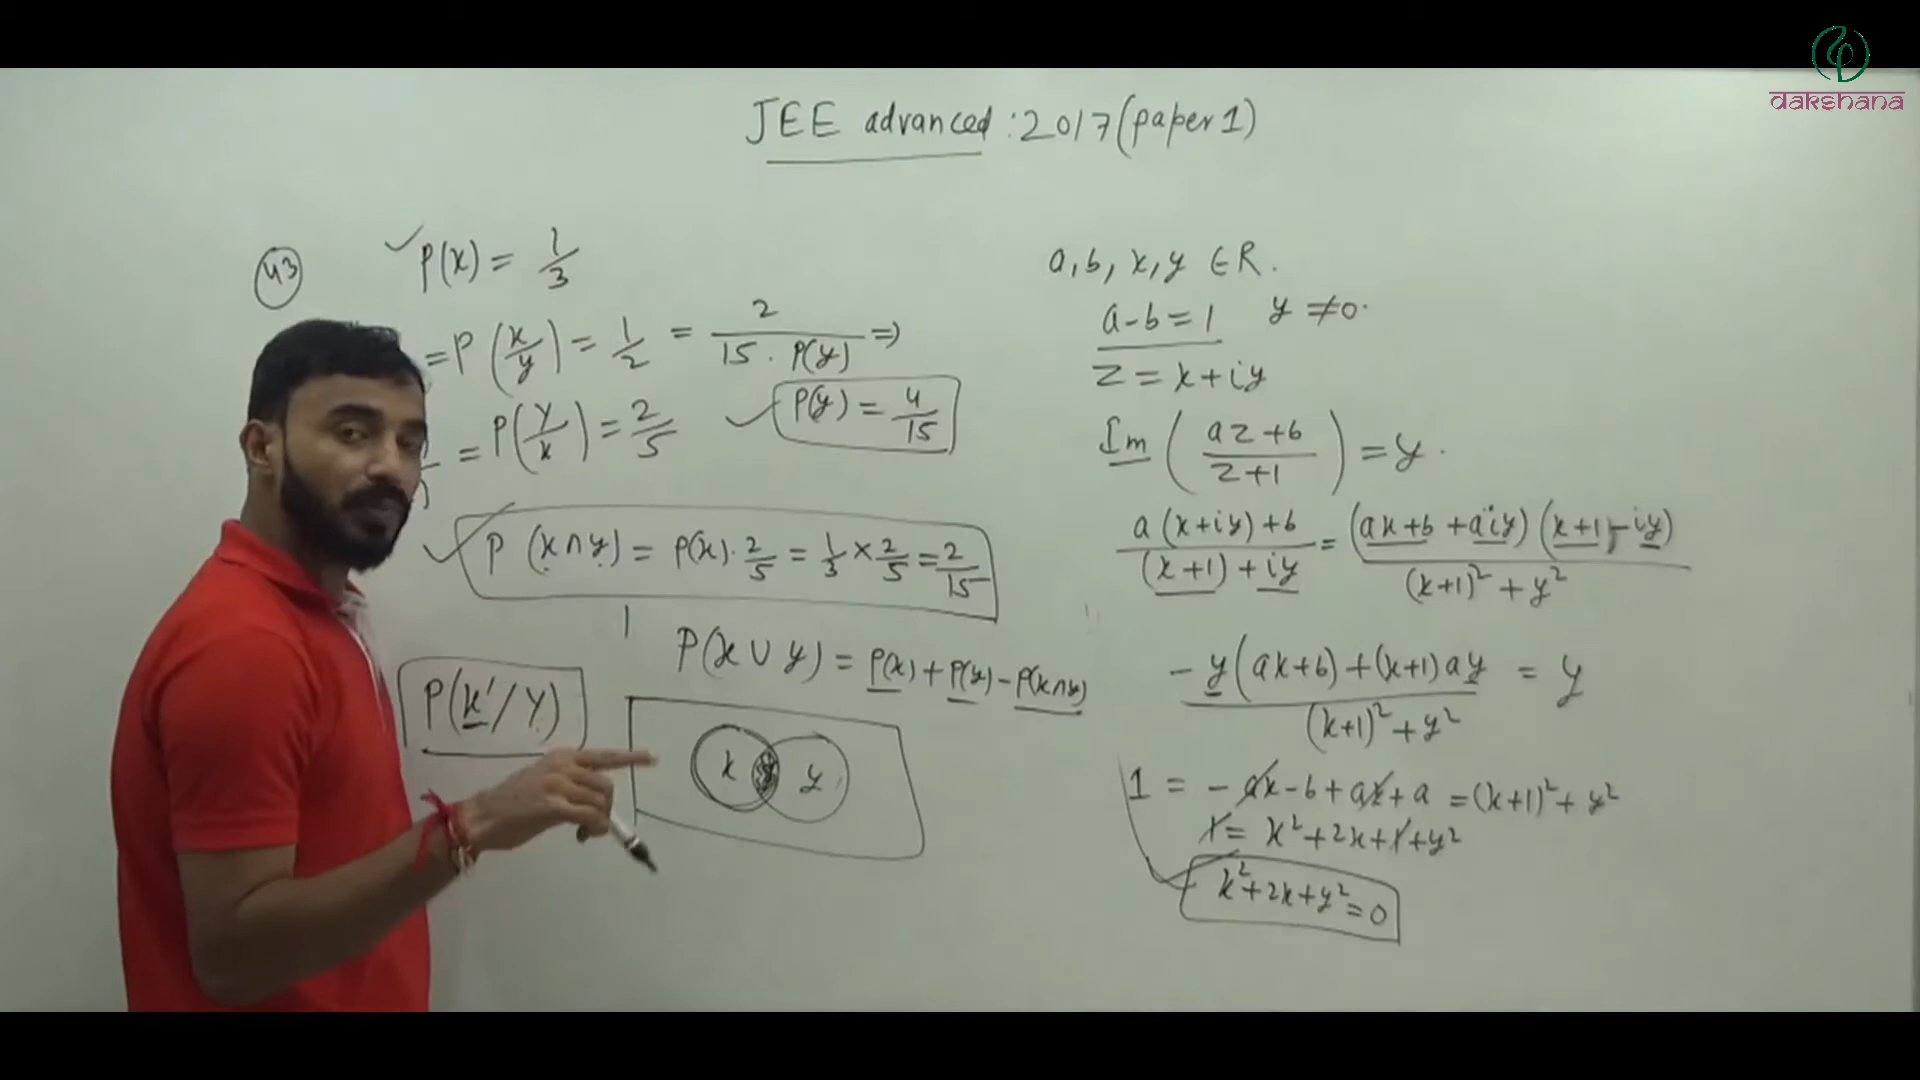 dakshana
JEE advanced : 2017 (paper 1)
43
P(x) = 1/3
= P(x/y) = 1/2 = 2/(15 · P(y)) ⇒
P(y) = 4/15
= P(Y/x) = 2/5
P(x∩y) = P(x) · 2/5 = 1/3 × 2/5 = 2/15
P(x∪y) = P(x) + P(y) - P(x∩y)
P(x'/Y)
x y
a, b, x, y ∈ R.
a-b = 1 y ≠ 0.
z = x+iy
Im((az+b)/(z+1)) = y.
(a(x+iy)+b)/((x+1)+iy) = ((ax+b+aiy)(x+1-iy))/((x+1)²+y²)
(-y(ax+b)+(x+1)ay)/((x+1)²+y²) = y
1 = -ax-b+ax+a = (x+1)²+y²
1 = x²+2x+1+y²
x²+2x+y²=0